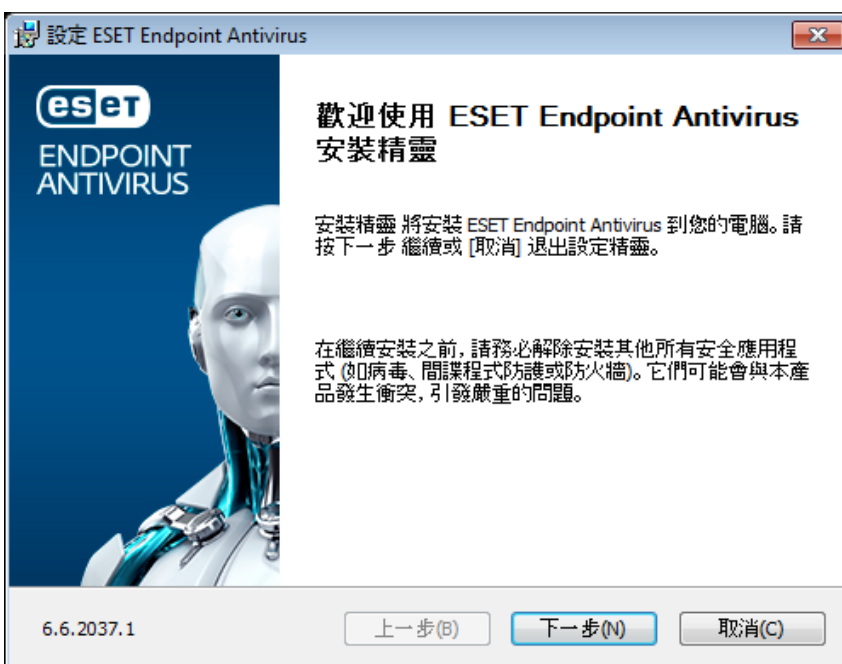 設定 ESET Endpoint Antivirus
eset
ENDPOINT
ANTIVIRUS
歡迎使用 ESET Endpoint Antivirus
安裝精靈
安裝精靈 將安裝 ESET Endpoint Antivirus 到您的電腦。請
按下一步 繼續或 [取消] 退出設定精靈。
在繼續安裝之前，請務必解除安裝其他所有安全應用程
式 (如病毒、間諜程式防護或防火牆)。它們可能會與本產
品發生衝突，引發嚴重的問題。
6.6.2037.1
上一步(B)
下一步(N)
取消(C)